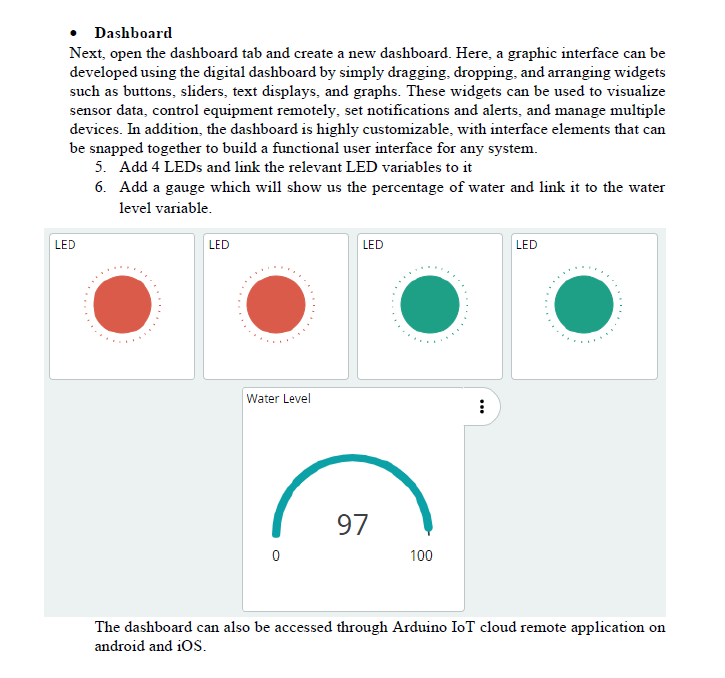 • Dashboard
Next, open the dashboard tab and create a new dashboard. Here, a graphic interface can be
developed using the digital dashboard by simply dragging, dropping, and arranging widgets
such as buttons, sliders, text displays, and graphs. These widgets can be used to visualize
sensor data, control equipment remotely, set notifications and alerts, and manage multiple
devices. In addition, the dashboard is highly customizable, with interface elements that can
be snapped together to build a functional user interface for any system.
5. Add 4 LEDs and link the relevant LED variables to it
6. Add a gauge which will show us the percentage of water and link it to the water
level variable.
LED LED LED LED
Water Level
97
0 100
The dashboard can also be accessed through Arduino IoT cloud remote application on
android and iOS.